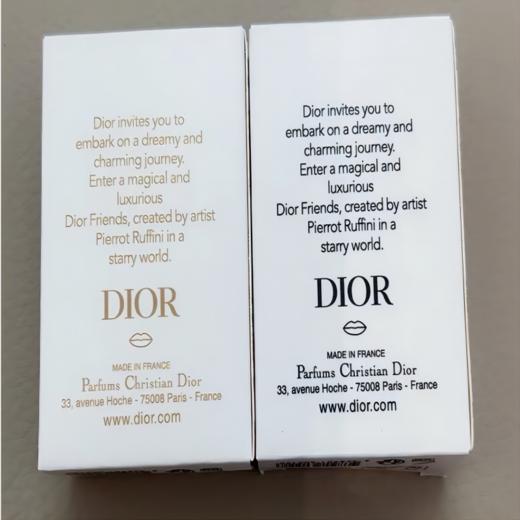 Dior invites you to
embark on a dreamy and
charming journey.
Enter a magical and
luxurious
Dior Friends, created by artist
Pierrot Ruffini in a
starry world.
DIOR
MADE IN FRANCE
Parfums Christian Dior
33, avenue Hoche - 75008 Paris - France
www.dior.com
Dior invites you to
embark on a dreamy and
charming journey.
Enter a magical and
luxurious
Dior Friends, created by artist
Pierrot Ruffini in a
starry world.
DIOR
MADE IN FRANCE
Parfums Christian Dior
33, avenue Hoche - 75008 Paris - France
www.dior.com